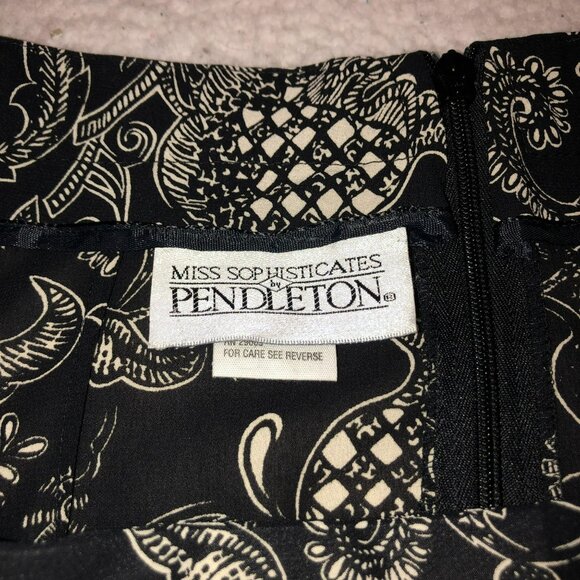 MISS SOPHISTICATES
by
PENDLETON
FOR CARE SEE REVERSE